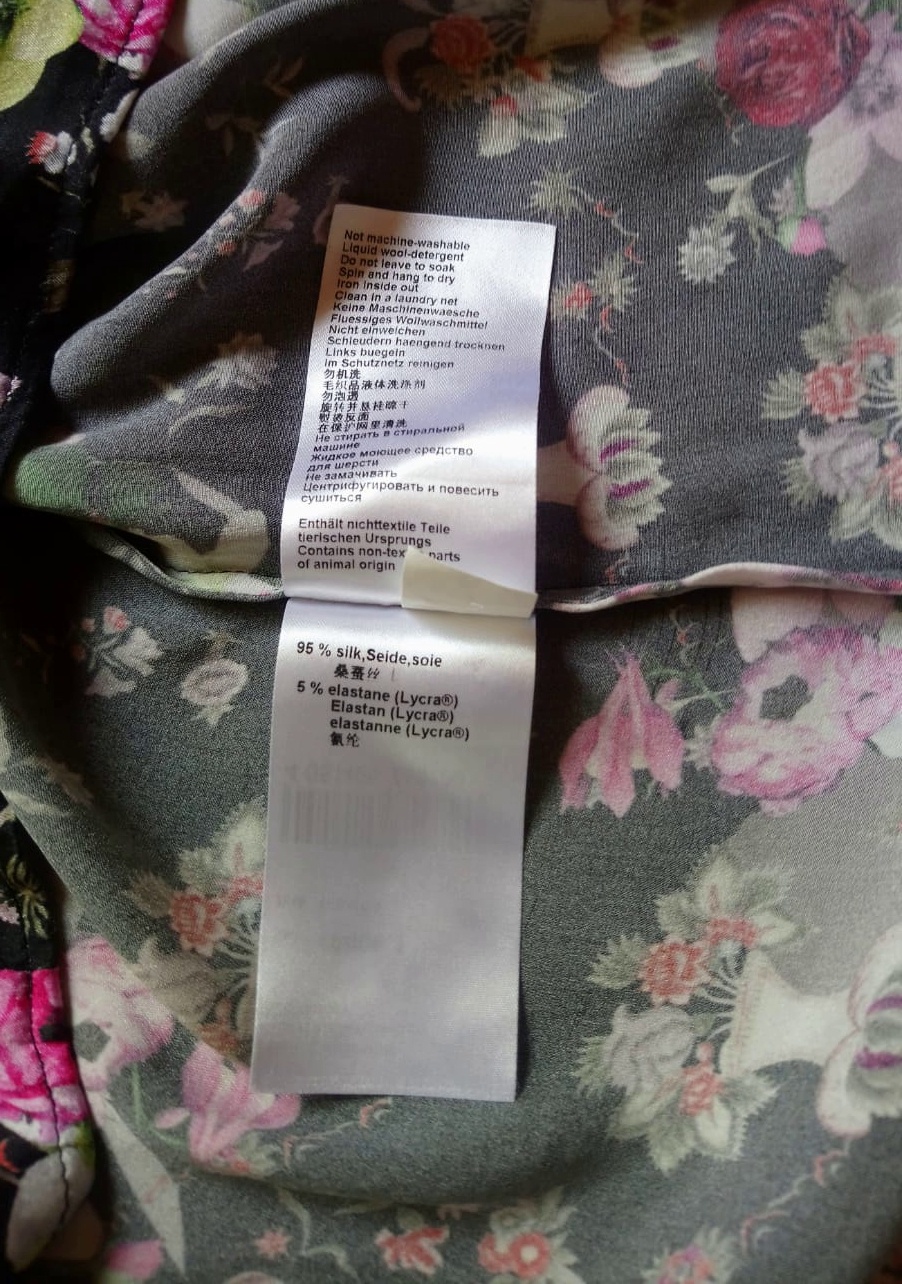 Not machine-washable
Liquid wool-detergent
Do not leave to soak
Spin and hang to dry
Iron inside out
Clean in a laundry net
Keine Maschinenwaesche
Fluessiges Wollwaschmittel
Nicht einweichen
Schleudern haengend trocknen
Links buegeln
Im Schutznetz reinigen
勿机洗
毛织品液体洗涤剂
勿泡透
旋转并悬挂晾干
熨烫反面
在保护网里清洗
Не стирать в стиральной
машине
Жидкое моющее средство
для шерсти
Не замачивать
Центрифугировать и повесить
сушиться
Enthält nichttextile Teile
tierischen Ursprungs
Contains non-tex parts
of animal origin
95 % silk,Seide,soie
桑蚕丝
5 % elastane (Lycra®)
Elastan (Lycra®)
elastanne (Lycra®)
氨纶